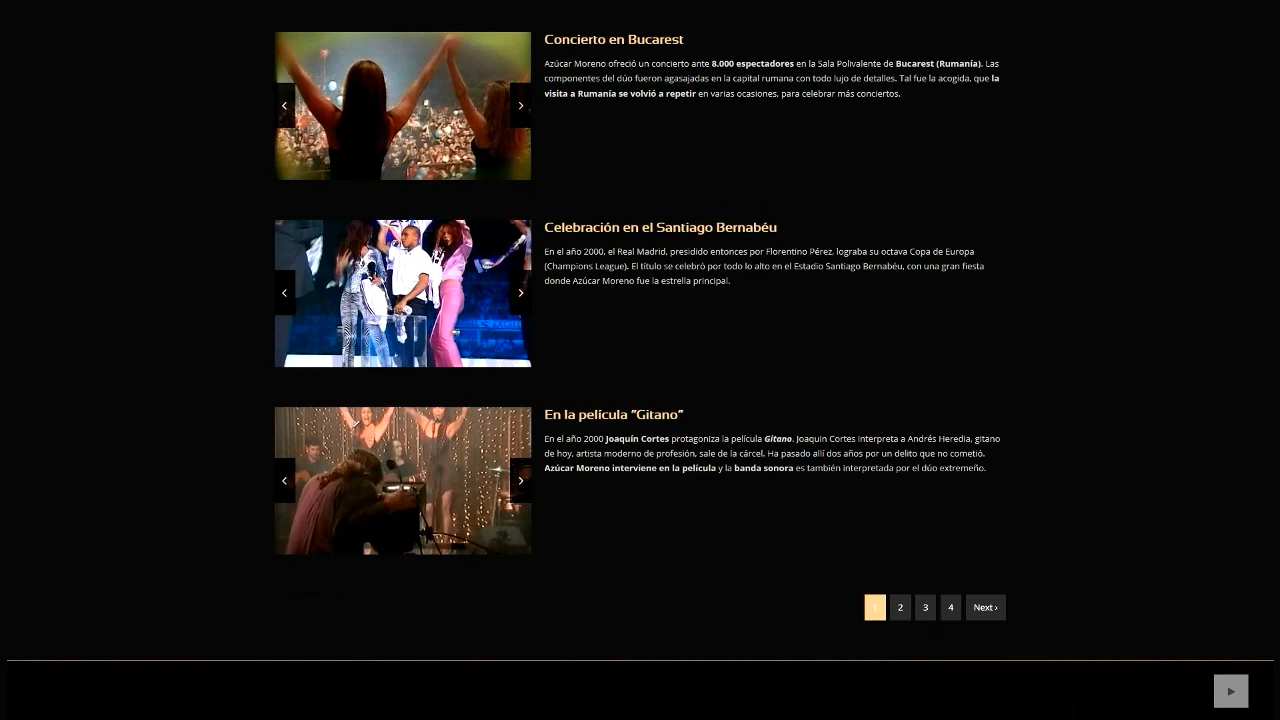 Concierto en Bucarest
Azúcar Moreno ofreció un concierto ante 8.000 espectadores en la Sala Polivalente de Bucarest (Rumanía). Las
componentes del dúo fueron agasajadas en la capital rumana con todo lujo de detalles. Tal fue la acogida, que la
visita a Rumanía se volvió a repetir en varias ocasiones, para celebrar más conciertos.
Celebración en el Santiago Bernabéu
En el año 2000, el Real Madrid, presidido entonces por Florentino Pérez, lograba su octava Copa de Europa
(Champions League). El título se celebró por todo lo alto en el Estadio Santiago Bernabéu, con una gran fiesta
donde Azúcar Moreno fue la estrella principal.
En la película "Gitano"
En el año 2000 Joaquín Cortes protagoniza la película Gitano. Joaquin Cortes interpreta a Andrés Heredia, gitano
de hoy, artista moderno de profesión, sale de la cárcel. Ha pasado allí dos años por un delito que no cometió.
Azúcar Moreno interviene en la película y la banda sonora es también interpretada por el dúo extremeño.
1 2 3 4 Next ›